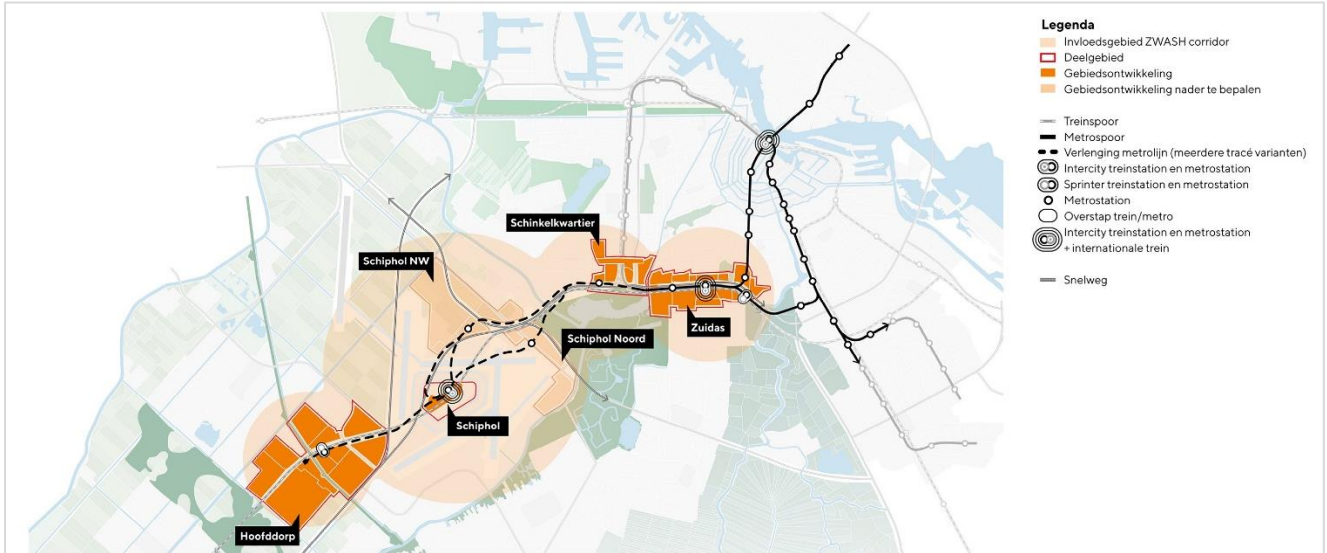 Legenda
Invloedsgebied ZWASH corridor
Deelgebied
Gebiedsontwikkeling
Gebiedsontwikkeling nader te bepalen
Treinspoor
Metrospoor
Verlenging metrolijn (meerdere tracé varianten)
Intercity treinstation en metrostation
Sprinter treinstation en metrostation
Metrostation
Overstap trein/metro
Intercity treinstation en metrostation
+ internationale trein
Snelweg
Schinkelkwartier
Schiphol NW
Zuidas
Schiphol Noord
Schiphol
Hoofddorp